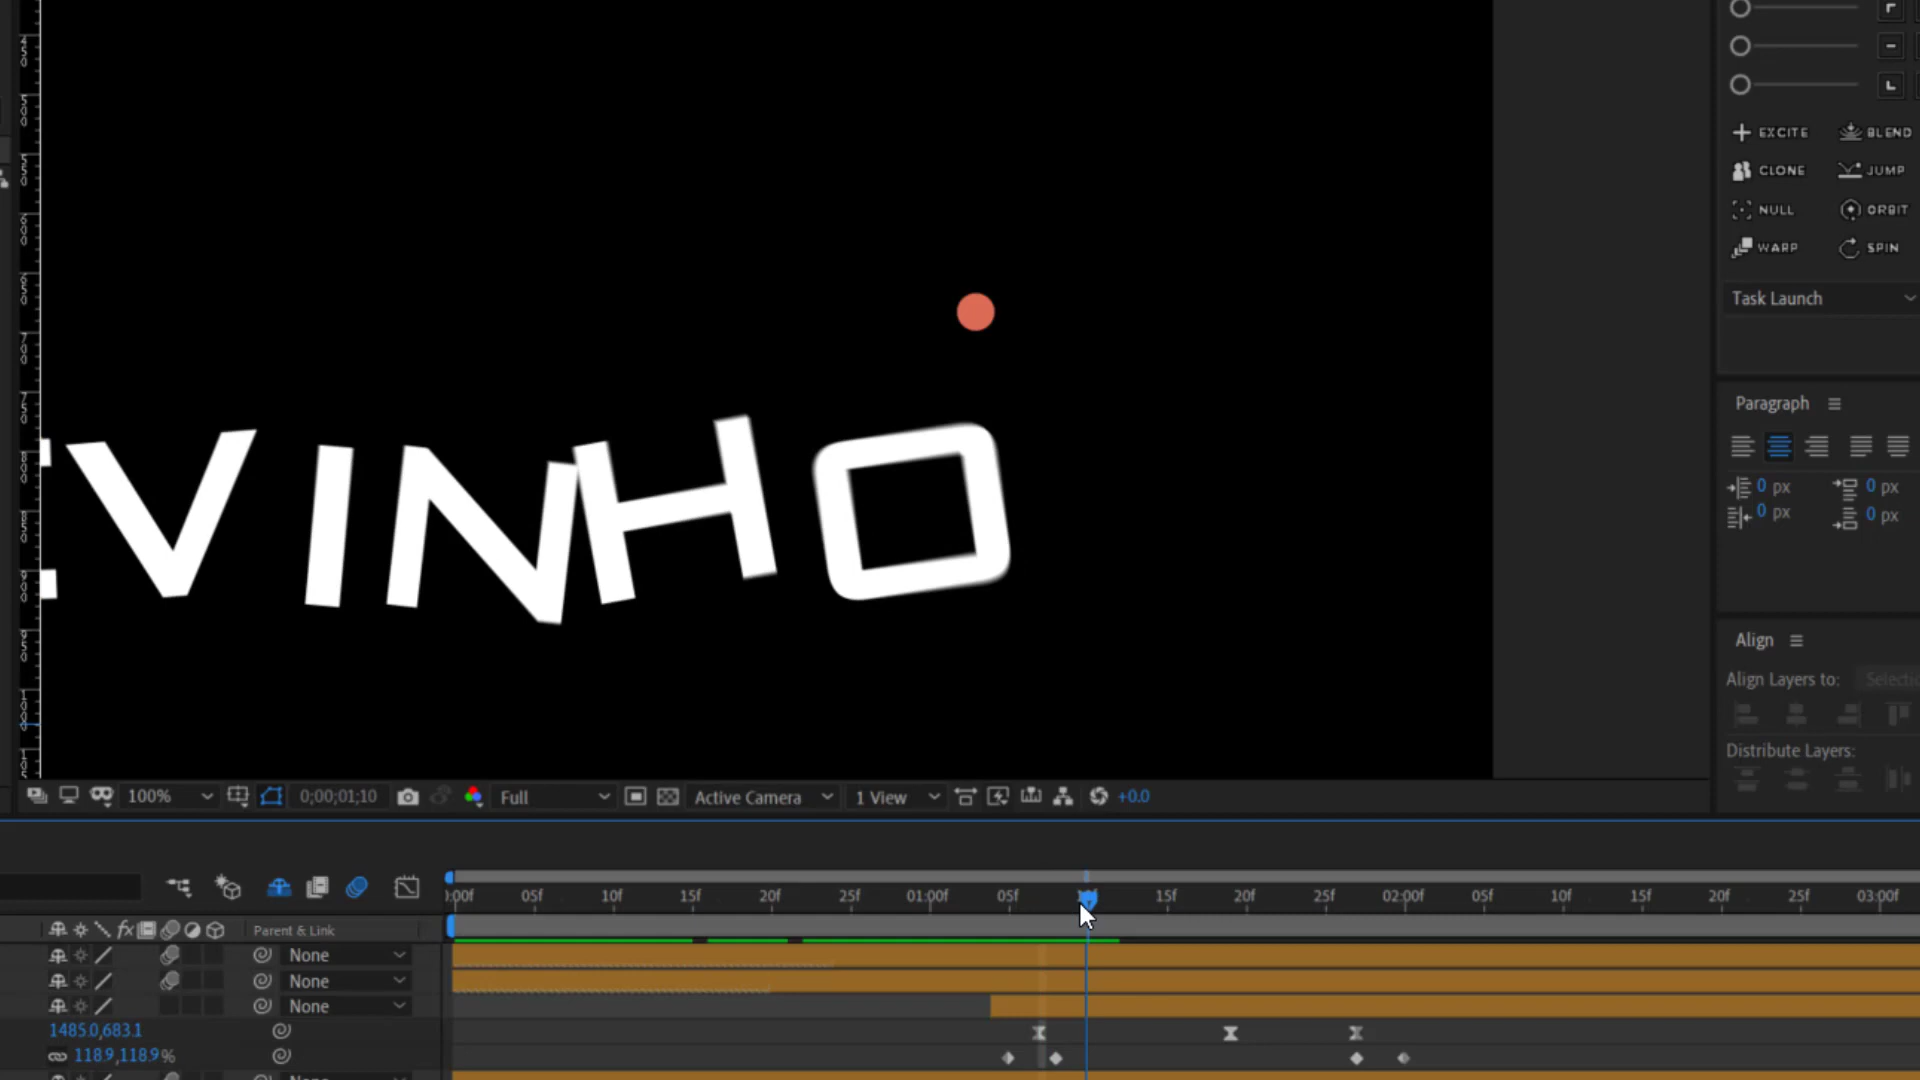 EXCITE BLEND
CLONE JUMP
NULL ORBIT
WARP SPIN
Task Launch
EVINHO
Paragraph
0 px 0 px
0 px 0 px
Align
Align Layers to: Selectio
Distribute Layers:
100% 0;00;01;10 Full Active Camera 1 View +0.0
00f 05f 10f 15f 20f 25f 01:00f 05f 15f 20f 25f 02:00f 05f 10f 15f 20f 25f 03:00f
fx Parent & Link
None
None
None
1485.0,683.1
118.9,118.9%